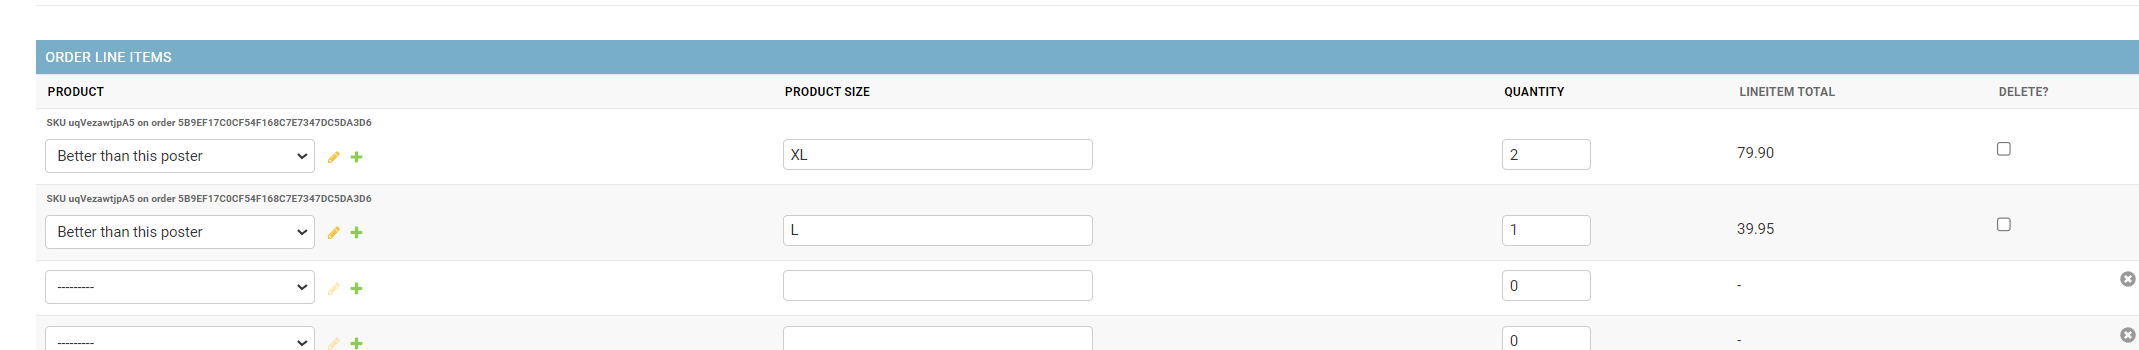 ORDER LINE ITEMS
PRODUCT PRODUCT SIZE QUANTITY LINEITEM TOTAL DELETE?
SKU uqVezawtjpA5 on order 5B9EF17C0CF54F168C7E7347DC5DA3D6
Better than this poster XL 2 79.90
SKU uqVezawtjpA5 on order 5B9EF17C0CF54F168C7E7347DC5DA3D6
Better than this poster L 1 39.95
--------- 0 -
--------- 0 -